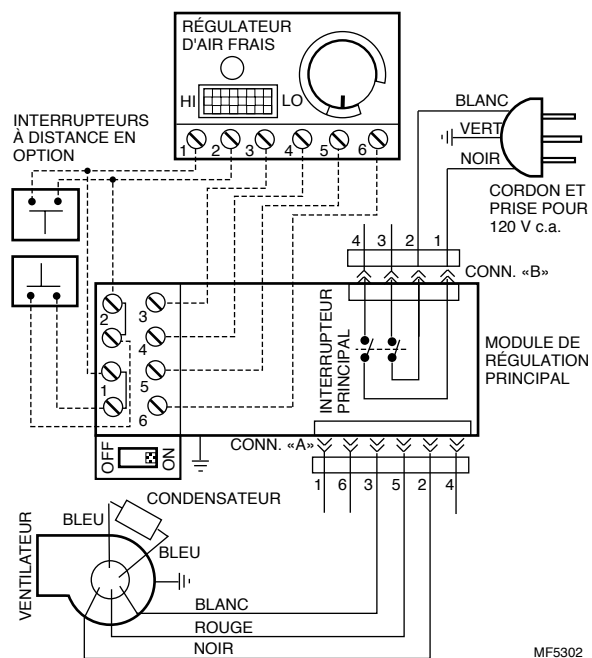 RÉGULATEUR
D'AIR FRAIS
HI
LO
1 2 3 4 5 6
INTERRUPTEURS
À DISTANCE EN
OPTION
BLANC
VERT
NOIR
CORDON ET
PRISE POUR
120 V c.a.
4 3 2 1
CONN. «B»
2
1
3
4
5
6
INTERRUPTEUR
PRINCIPAL
MODULE DE
RÉGULATION
PRINCIPAL
OFF
ON
CONN. «A»
1 6 3 5 2 4
CONDENSATEUR
BLEU
BLEU
VENTILATEUR
BLANC
ROUGE
NOIR
MF5302